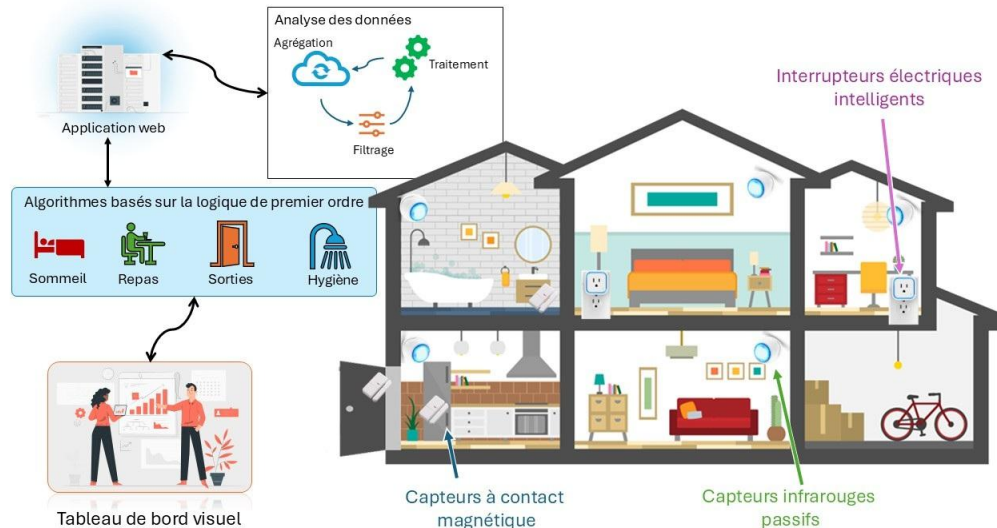 Analyse des données
Agrégation
Traitement
Filtrage
Application web
Interrupteurs électriques
intelligents
Algorithmes basés sur la logique de premier ordre
Sommeil
Repas
Sorties
Hygiène
Tableau de bord visuel
Capteurs à contact
magnétique
Capteurs infrarouges
passifs